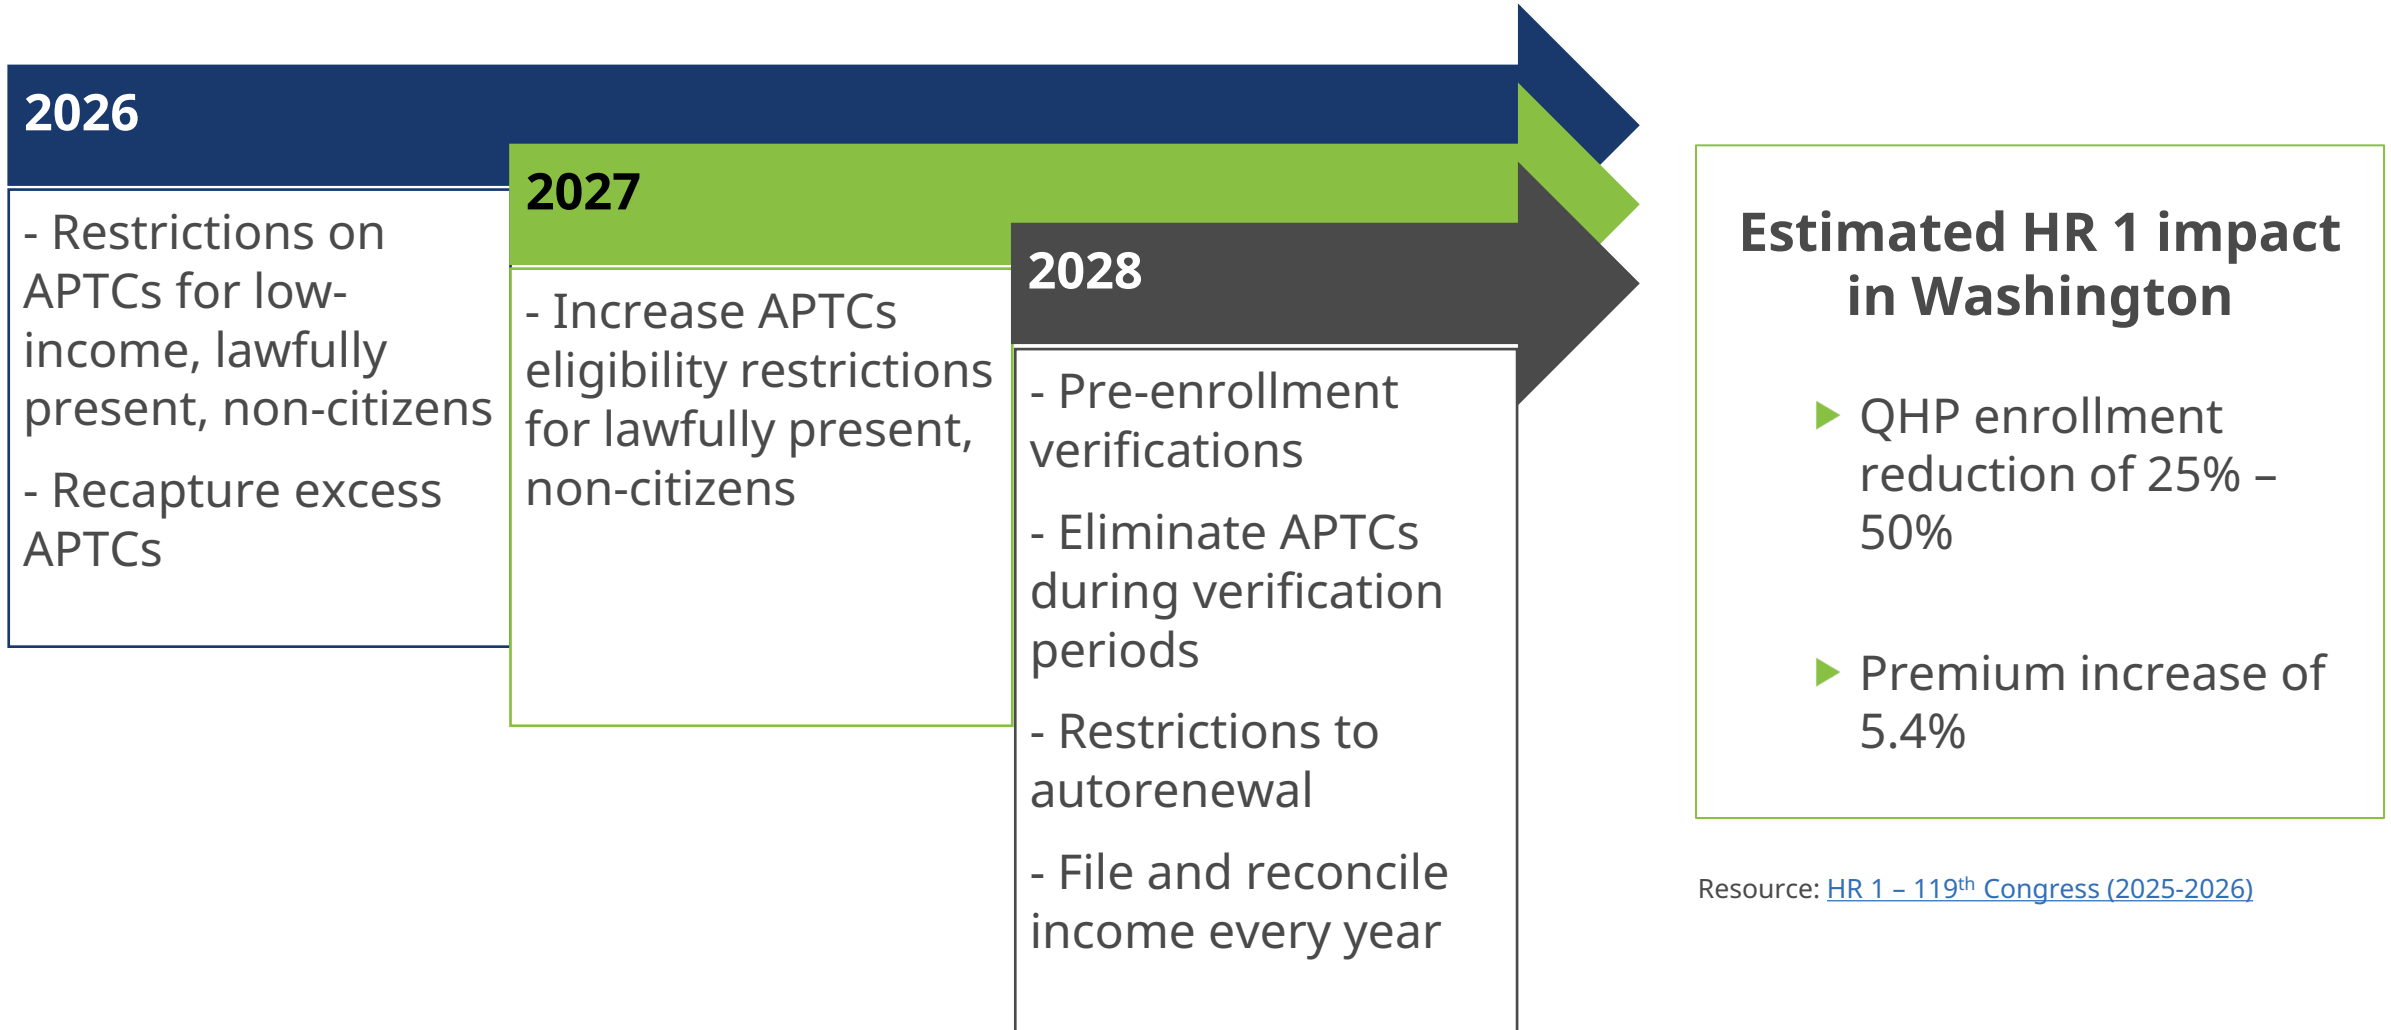 2026
- Restrictions on
APTCs for low-
income, lawfully
present, non-citizens
- Recapture excess
APTCs
2027
- Increase APTCs
eligibility restrictions
for lawfully present,
non-citizens
2028
- Pre-enrollment
verifications
- Eliminate APTCs
during verification
periods
- Restrictions to
autorenewal
- File and reconcile
income every year
Estimated HR 1 impact
in Washington
QHP enrollment
reduction of 25% –
50%
Premium increase of
5.4%
Resource: HR 1 – 119th Congress (2025-2026)